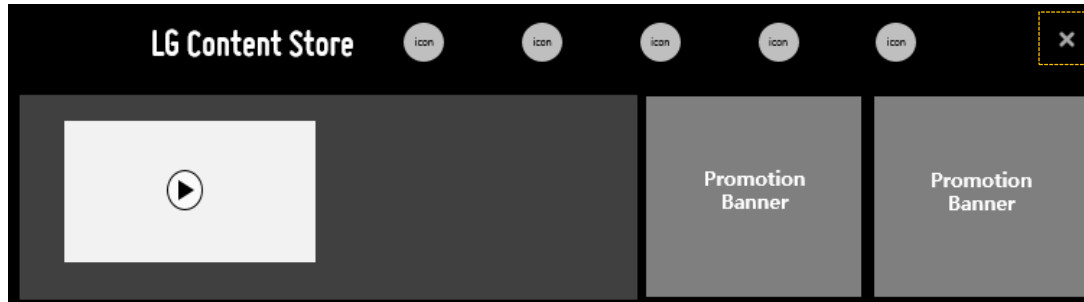 LG Content Store
icon
icon
icon
icon
icon
Promotion
Banner
Promotion
Banner